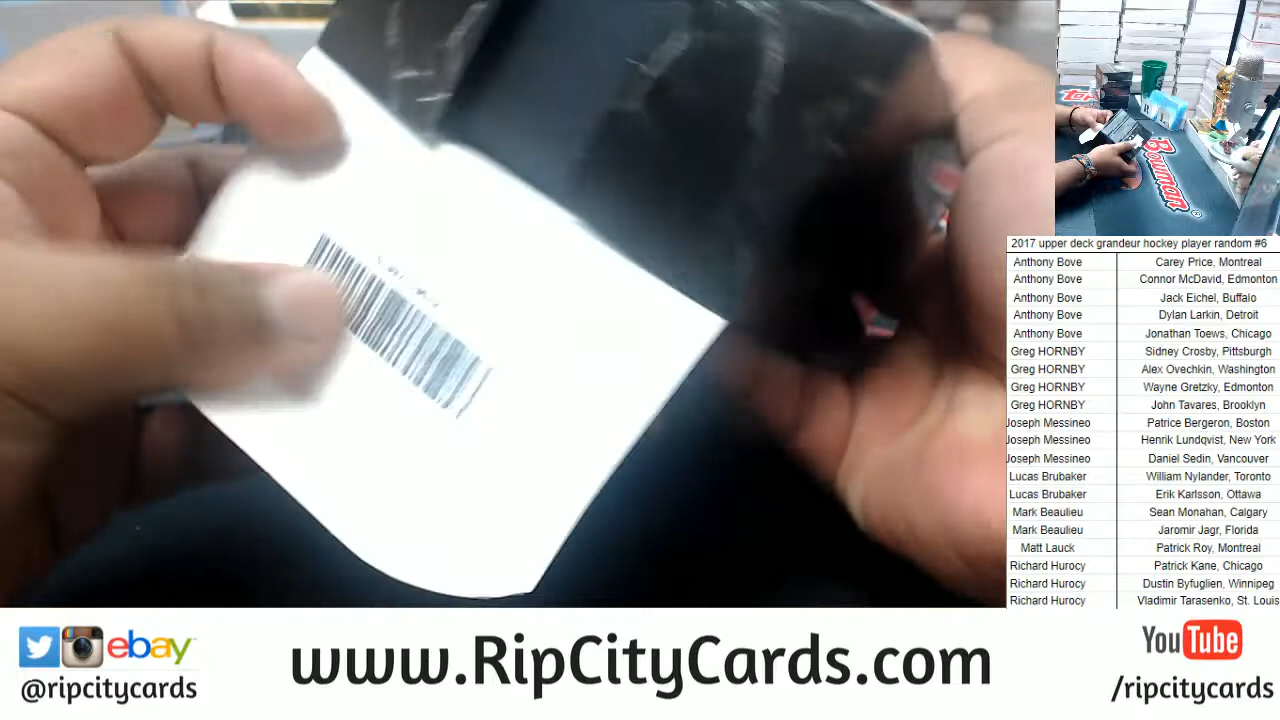 Bowman
2017 upper deck grandeur hockey player random #6
Anthony Bove Carey Price, Montreal
Anthony Bove Connor McDavid, Edmonton
Anthony Bove Jack Eichel, Buffalo
Anthony Bove Dylan Larkin, Detroit
Anthony Bove Jonathan Toews, Chicago
Greg HORNBY Sidney Crosby, Pittsburgh
Greg HORNBY Alex Ovechkin, Washington
Greg HORNBY Wayne Gretzky, Edmonton
Greg HORNBY John Tavares, Brooklyn
Joseph Messineo Patrice Bergeron, Boston
Joseph Messineo Henrik Lundqvist, New York
Joseph Messineo Daniel Sedin, Vancouver
Lucas Brubaker William Nylander, Toronto
Lucas Brubaker Erik Karlsson, Ottawa
Mark Beaulieu Sean Monahan, Calgary
Mark Beaulieu Jaromir Jagr, Florida
Matt Lauck Patrick Roy, Montreal
Richard Hurocy Patrick Kane, Chicago
Richard Hurocy Dustin Byfuglien, Winnipeg
Richard Hurocy Vladimir Tarasenko, St. Louis
ebay
@ripcitycards
www.RipCityCards.com
YouTube
/ripcitycards